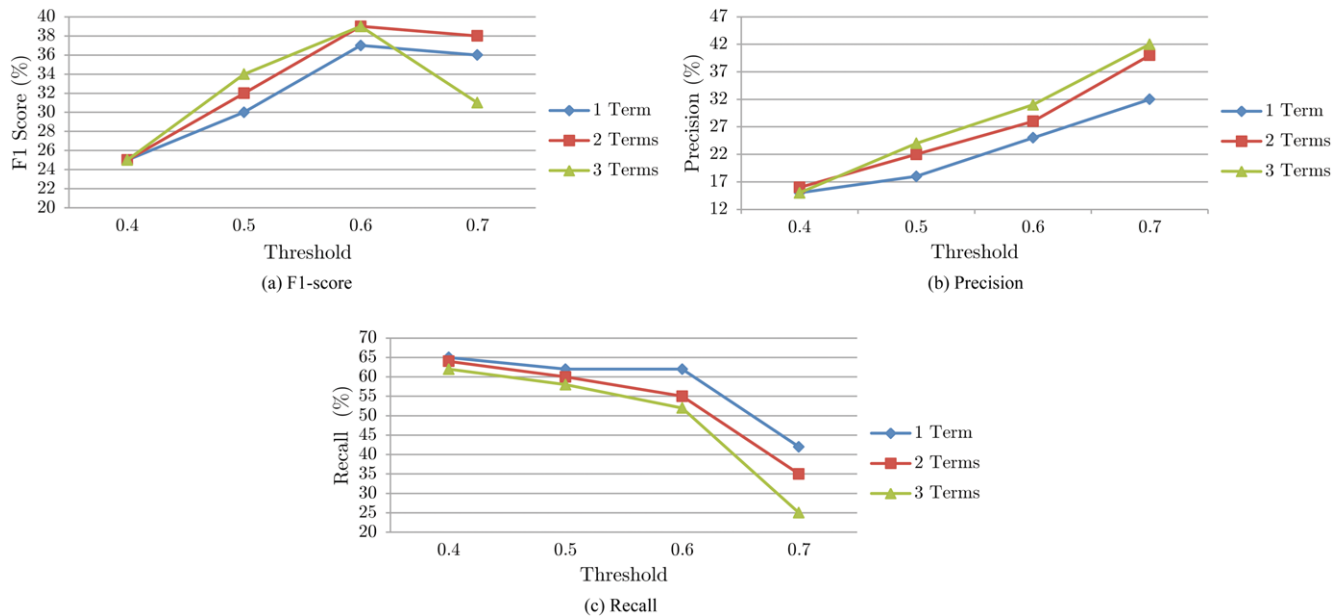 40
38
36
34
32
30
28
26
24
22
20
F1 Score (%)
0.4 0.5 0.6 0.7
Threshold
1 Term
2 Terms
3 Terms
(a) F1-score
47
42
37
32
27
22
17
12
Precision (%)
0.4 0.5 0.6 0.7
Threshold
1 Term
2 Terms
3 Terms
(b) Precision
70
65
60
55
50
45
40
35
30
25
20
Recall (%)
0.4 0.5 0.6 0.7
Threshold
1 Term
2 Terms
3 Terms
(c) Recall